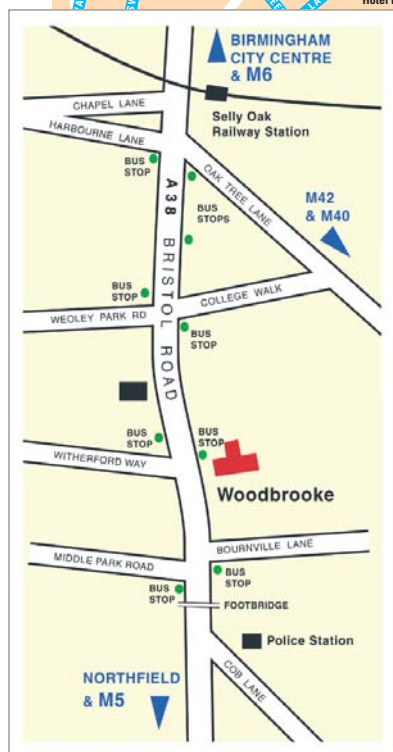 BIRMINGHAM
CITY CENTRE
& M6
CHAPEL LANE
Selly Oak
Railway Station
HARBOURNE LANE
BUS
STOP
OAK TREE LANE
M42
& M40
BUS
STOPS
A38 BRISTOL ROAD
BUS
STOP
COLLEGE WALK
WEOLEY PARK RD
BUS
STOP
BUS
STOP
BUS
STOP
WITHERFORD WAY
Woodbrooke
BOURNVILLE LANE
MIDDLE PARK ROAD
BUS
STOP
BUS
STOP
FOOTBRIDGE
Police Station
COB LANE
NORTHFIELD
& M5